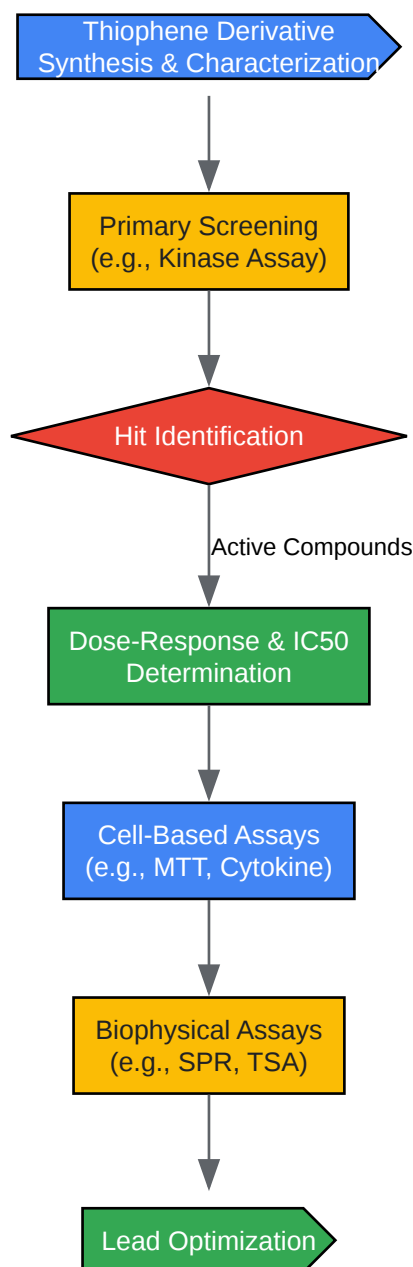 Thiophene Derivative
Synthesis & Characterization
Primary Screening
(e.g., Kinase Assay)
Hit Identification
Active Compounds
Dose-Response & IC50
Determination
Cell-Based Assays
(e.g., MTT, Cytokine)
Biophysical Assays
(e.g., SPR, TSA)
Lead Optimization